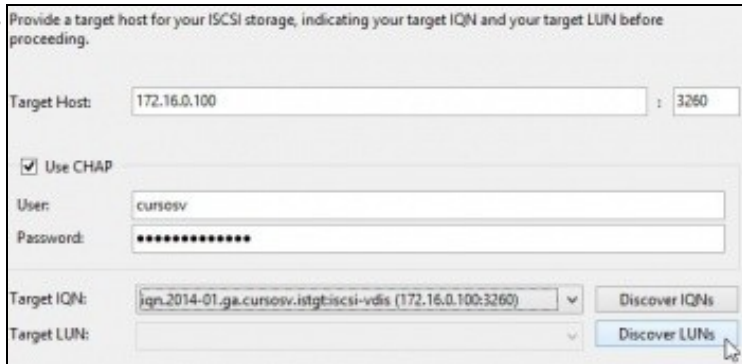 Provide a target host for your ISCSI storage, indicating your target IQN and your target LUN before
proceeding.
Target Host: 172.16.0.100 : 3260
Use CHAP
User: cursosv
Password: •••••••••••••
Target IQN: iqn.2014-01.ga.cursosv.istgt:iscsi-vdis (172.16.0.100:3260) Discover IQNs
Target LUN: Discover LUNs